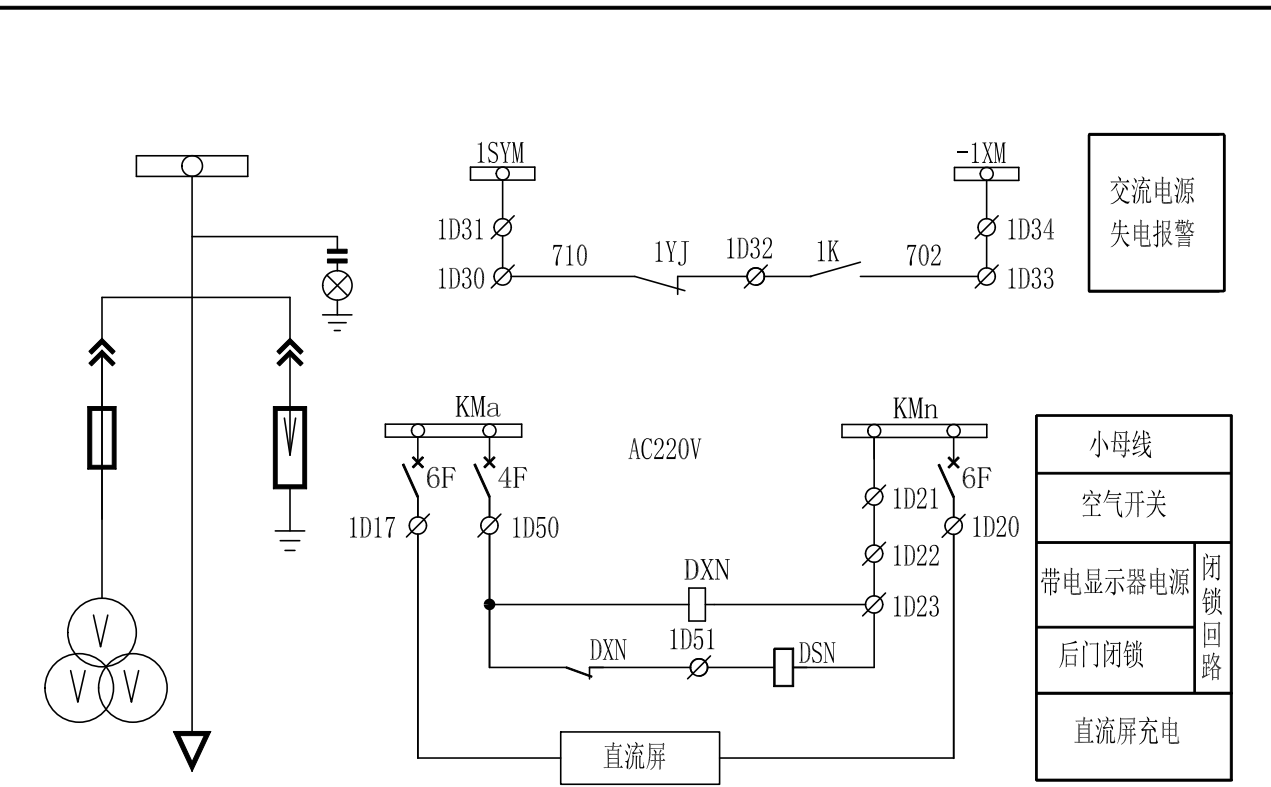 1SYM
-1XM
交流电源
失电报警
1D31
1D34
710
1YJ
1D32
1K
702
1D30
1D33
KMa
KMn
AC220V
小母线
6F
4F
6F
1D21
空气开关
1D17
1D50
1D20
1D22
DXN
带电显示器电源
闭锁回路
1D23
1D51
DXN
DSN
后门闭锁
直流屏
直流屏充电
V
V
V